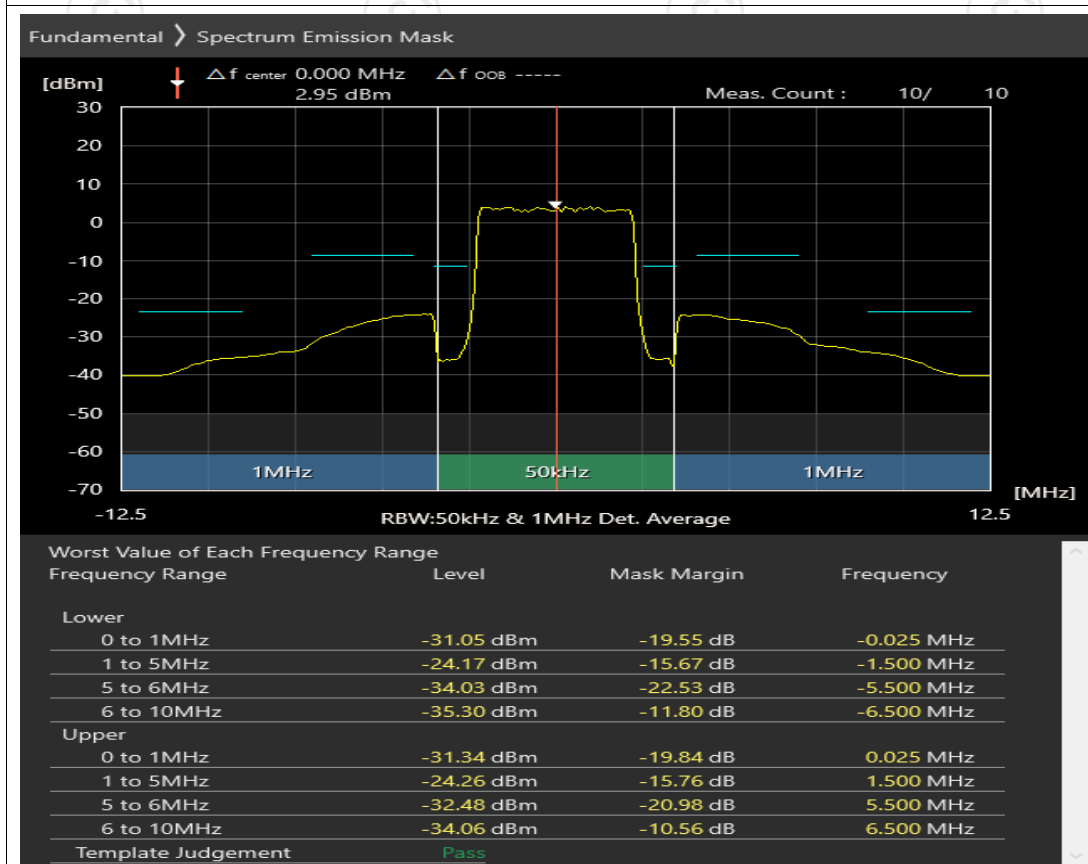 Fundamental ❯ Spectrum Emission Mask
△f center 0.000 MHz △f OOB -----
[dBm]
2.95 dBm Meas. Count : 10/ 10
30
20
10
0
-10
-20
-30
-40
-50
-60
1MHz 50kHz 1MHz
-70
[MHz]
-12.5 RBW:50kHz & 1MHz Det. Average 12.5
Worst Value of Each Frequency Range
Frequency Range Level Mask Margin Frequency
Lower
0 to 1MHz -31.05 dBm -19.55 dB -0.025 MHz
1 to 5MHz -24.17 dBm -15.67 dB -1.500 MHz
5 to 6MHz -34.03 dBm -22.53 dB -5.500 MHz
6 to 10MHz -35.30 dBm -11.80 dB -6.500 MHz
Upper
0 to 1MHz -31.34 dBm -19.84 dB 0.025 MHz
1 to 5MHz -24.26 dBm -15.76 dB 1.500 MHz
5 to 6MHz -32.48 dBm -20.98 dB 5.500 MHz
6 to 10MHz -34.06 dBm -10.56 dB 6.500 MHz
Template Judgement Pass